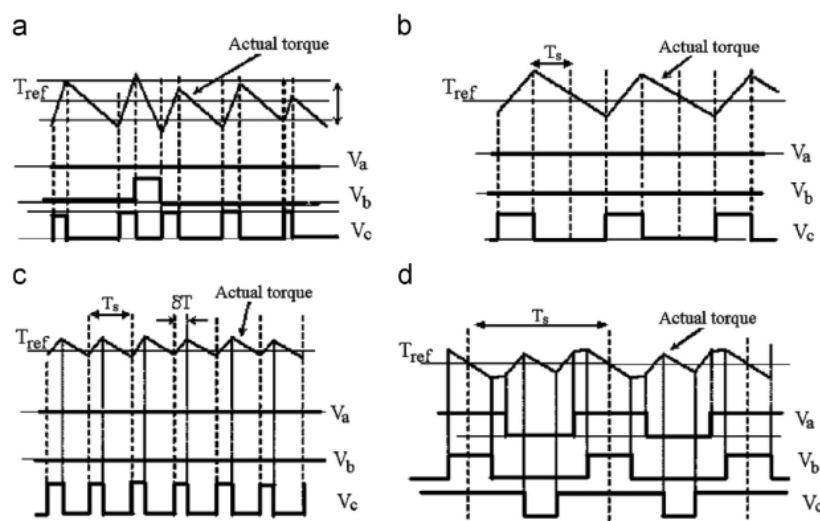 a
Actual torque
T_ref
V_a
V_b
V_c
b
T_s
Actual torque
T_ref
V_a
V_b
V_c
c
T_s
δT
Actual torque
T_ref
V_a
V_b
V_c
d
T_s
Actual torque
T_ref
V_a
V_b
V_c